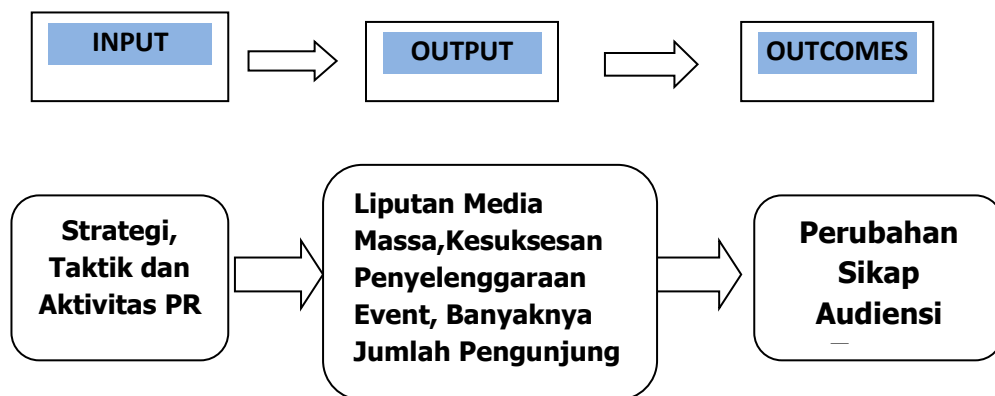 INPUT
OUTPUT
OUTCOMES
Strategi,
Taktik dan
Aktivitas PR
Liputan Media
Massa,Kesuksesan
Penyelenggaraan
Event, Banyaknya
Jumlah Pengunjung
Perubahan
Sikap
Audiensi